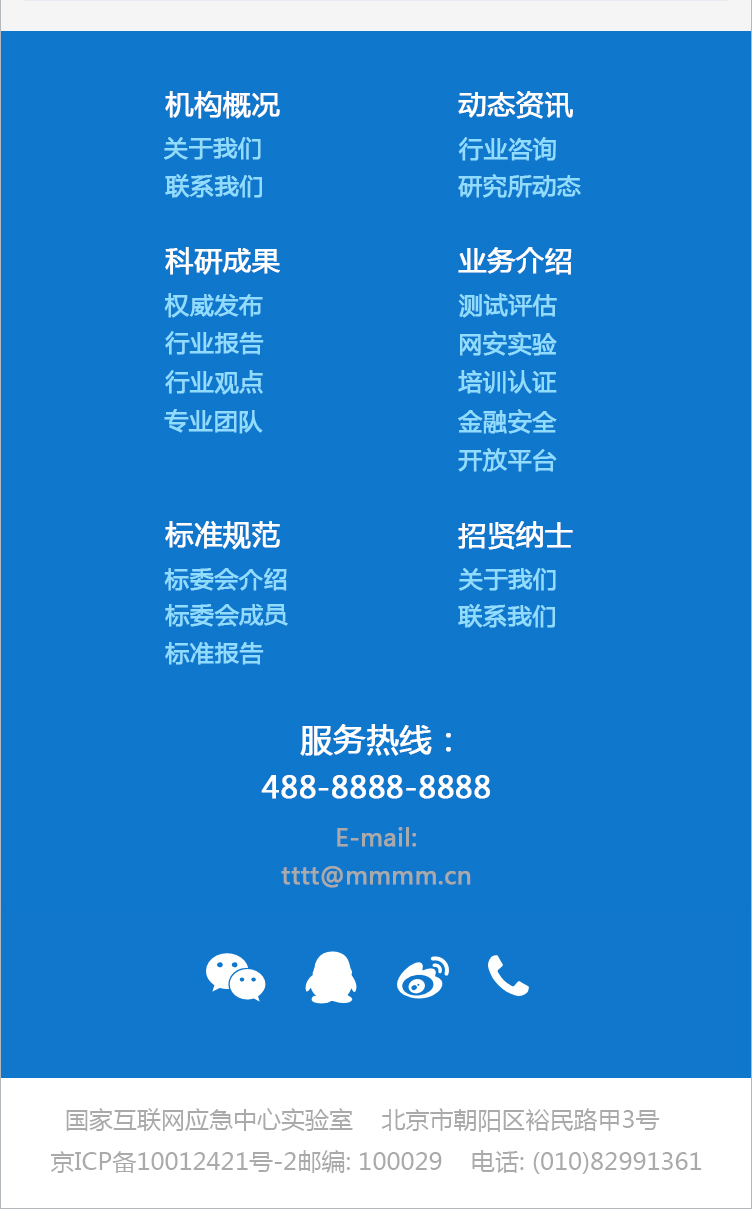 机构概况
关于我们
联系我们
动态资讯
行业咨询
研究所动态
科研成果
权威发布
行业报告
行业观点
专业团队
业务介绍
测试评估
网安实验
培训认证
金融安全
开放平台
标准规范
标委会介绍
标委会成员
标准报告
招贤纳士
关于我们
联系我们
服务热线：
488-8888-8888
E-mail:
tttt@mmmm.cn
国家互联网应急中心实验室 北京市朝阳区裕民路甲3号
京ICP备10012421号-2邮编: 100029 电话: (010)82991361